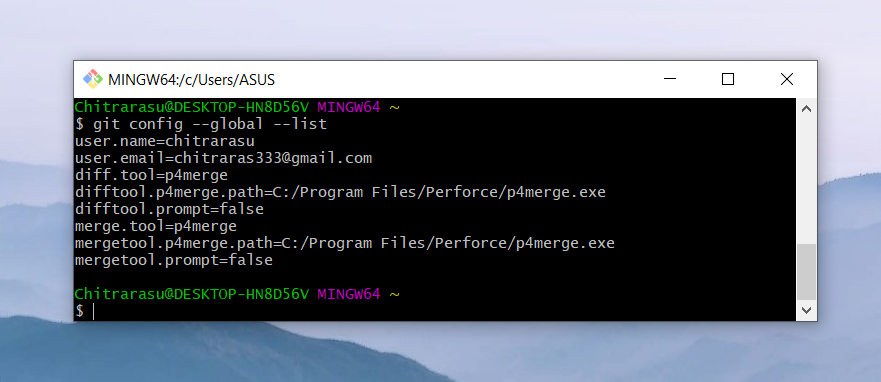 MINGW64:/c/Users/ASUS
Chitrarasu@DESKTOP-HN8D56V MINGW64 ~
$ git config --global --list
user.name=chitrarasu
user.email=chitraras333@gmail.com
diff.tool=p4merge
difftool.p4merge.path=C:/Program Files/Perforce/p4merge.exe
difftool.prompt=false
merge.tool=p4merge
mergetool.p4merge.path=C:/Program Files/Perforce/p4merge.exe
mergetool.prompt=false
Chitrarasu@DESKTOP-HN8D56V MINGW64 ~
$